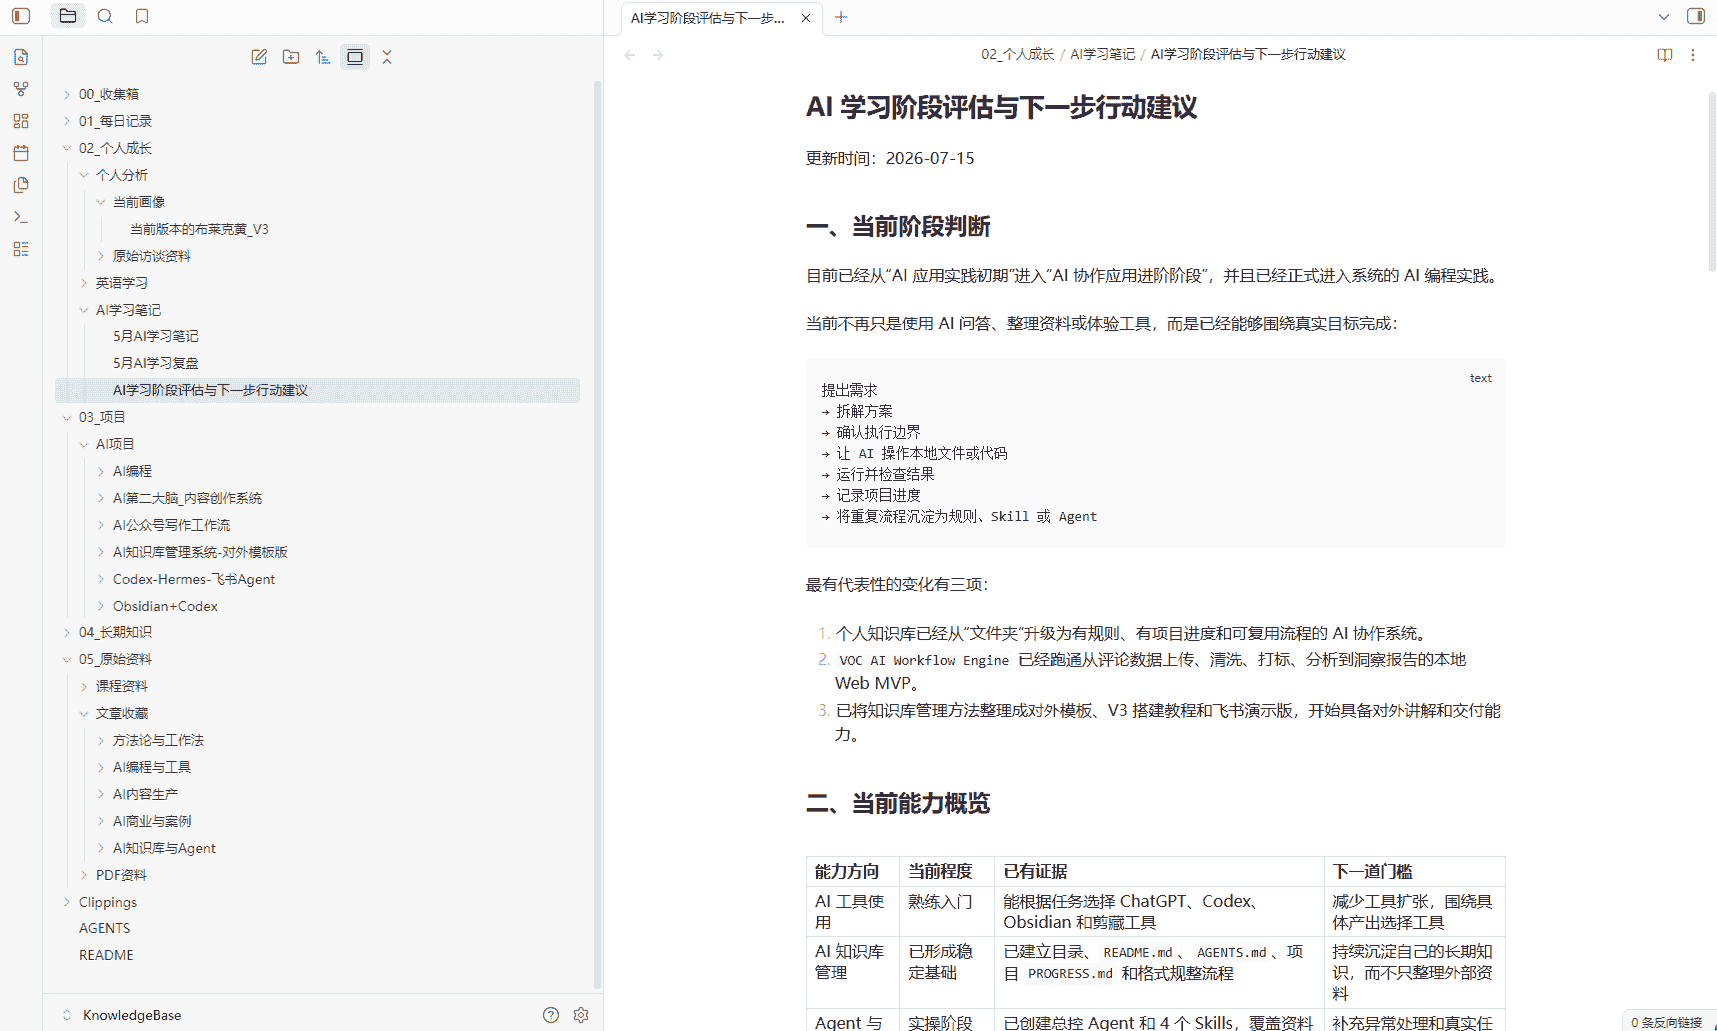 AI学习阶段评估与下一步...
02_个人成长 / AI学习笔记 / AI学习阶段评估与下一步行动建议
00_收集箱
01_每日记录
02_个人成长
个人分析
当前画像
当前版本的布莱克黄_V3
原始访谈资料
英语学习
AI学习笔记
5月AI学习笔记
5月AI学习复盘
AI学习阶段评估与下一步行动建议
03_项目
AI项目
AI编程
AI第二大脑_内容创作系统
AI公众号写作工作流
AI知识库管理系统-对外模板版
Codex-Hermes-飞书Agent
Obsidian+Codex
04_长期知识
05_原始资料
课程资料
文章收藏
方法论与工作法
AI编程与工具
AI内容生产
AI商业与案例
AI知识库与Agent
PDF资料
Clippings
AGENTS
README
KnowledgeBase
AI 学习阶段评估与下一步行动建议
更新时间：2026-07-15
一、当前阶段判断
目前已经从“AI 应用实践初期”进入“AI 协作应用进阶阶段”，并且已经正式进入系统的 AI 编程实践。
当前不再只是使用 AI 问答、整理资料或体验工具，而是已经能够围绕真实目标完成：
text
提出需求
→ 拆解方案
→ 确认执行边界
→ 让 AI 操作本地文件或代码
→ 运行并检查结果
→ 记录项目进度
→ 将重复流程沉淀为规则、Skill 或 Agent
最有代表性的变化有三项：
1. 个人知识库已经从“文件夹”升级为有规则、有项目进度和可复用流程的 AI 协作系统。
2. VOC AI Workflow Engine 已经跑通从评论数据上传、清洗、打标、分析到洞察报告的本地
Web MVP。
3. 已将知识库管理方法整理成对外模板、V3 搭建教程和飞书演示版，开始具备对外讲解和交付能
力。
二、当前能力概览
能力方向 当前程度 已有证据 下一道门槛
AI 工具使 熟练入门 能根据任务选择 ChatGPT、Codex、 减少工具扩张，围绕具
用 Obsidian 和剪藏工具 体产出选择工具
AI 知识库 已形成稳 已建立目录、 README.md 、 AGENTS.md 、项 持续沉淀自己的长期知
管理 定基础 目 PROGRESS.md 和格式规整流程 识，而不只整理外部资
料
Agent 与 实操阶段 已创建总控 Agent 和 4 个 Skills，覆盖资料 补充异常处理和真实任
0 条反向链接